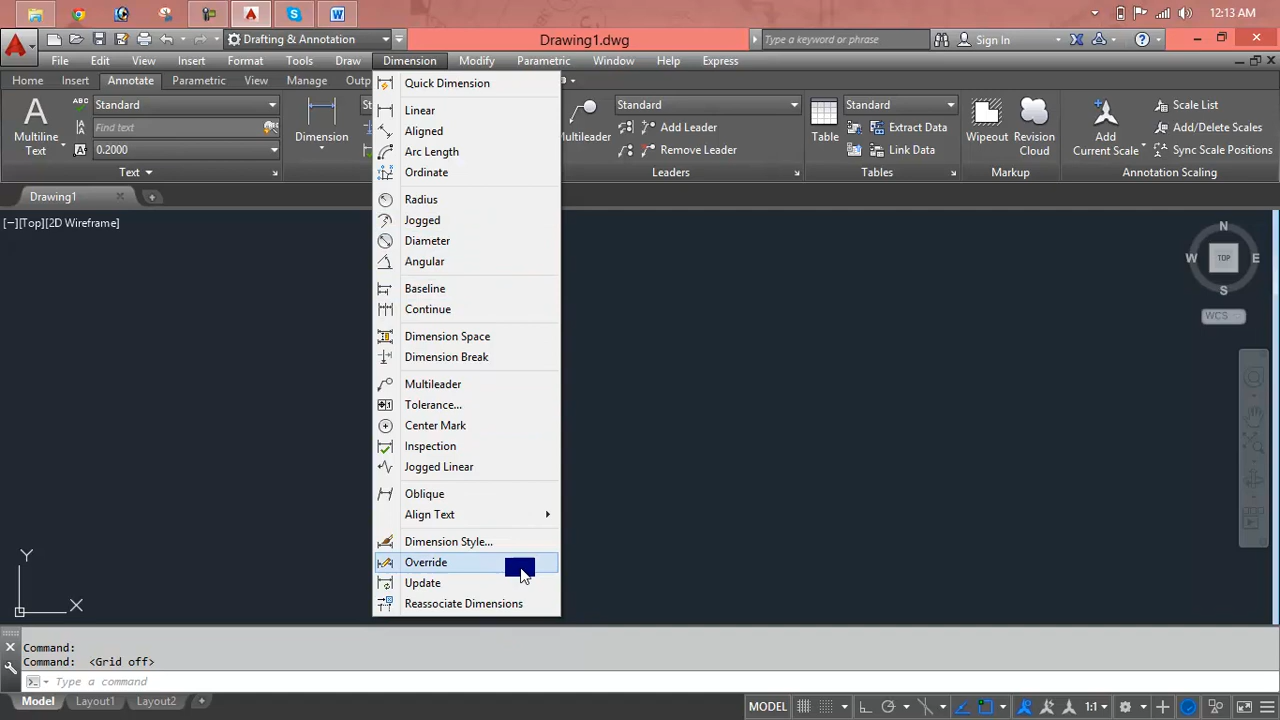 12:13 AM
Drafting & Annotation
Drawing1.dwg
Type a keyword or phrase
Sign In
File Edit View Insert Format Tools Draw Dimension Modify Parametric Window Help Express
Home Insert Annotate Parametric View Manage Outp
Multiline
Text
Standard
Find text
0.2000
Text
Dimension
St
Multileader
Standard
Add Leader
Remove Leader
Leaders
Table
Standard
Extract Data
Link Data
Tables
Wipeout
Revision
Cloud
Markup
Add
Current Scale
Scale List
Add/Delete Scales
Sync Scale Positions
Annotation Scaling
Drawing1
[−][Top][2D Wireframe]
Quick Dimension
Linear
Aligned
Arc Length
Ordinate
Radius
Jogged
Diameter
Angular
Baseline
Continue
Dimension Space
Dimension Break
Multileader
Tolerance...
Center Mark
Inspection
Jogged Linear
Oblique
Align Text
Dimension Style...
Override
Update
Reassociate Dimensions
N
W TOP E
S
WCS
Y
X
Command:
Command: <Grid off>
Type a command
Model Layout1 Layout2 +
MODEL
1:1